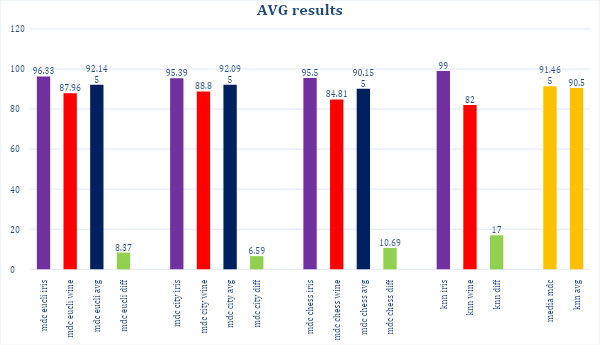 AVG results
120
100
80
60
40
20
0
96.33
87.96
92.14
5
8.37
95.39
88.8
92.09
5
6.59
95.5
84.81
90.15
5
10.69
99
82
17
91.46
5
90.5
mdc eucli iris
mdc eucli wine
mdc eucli avg
mdc eucli diff
mdc city iris
mdc city wine
mdc city avg
mdc city diff
mdc chess iris
mdc chess wine
mdc chess avg
mdc chess diff
knn iris
knn wine
knn diff
media mdc
knn avg